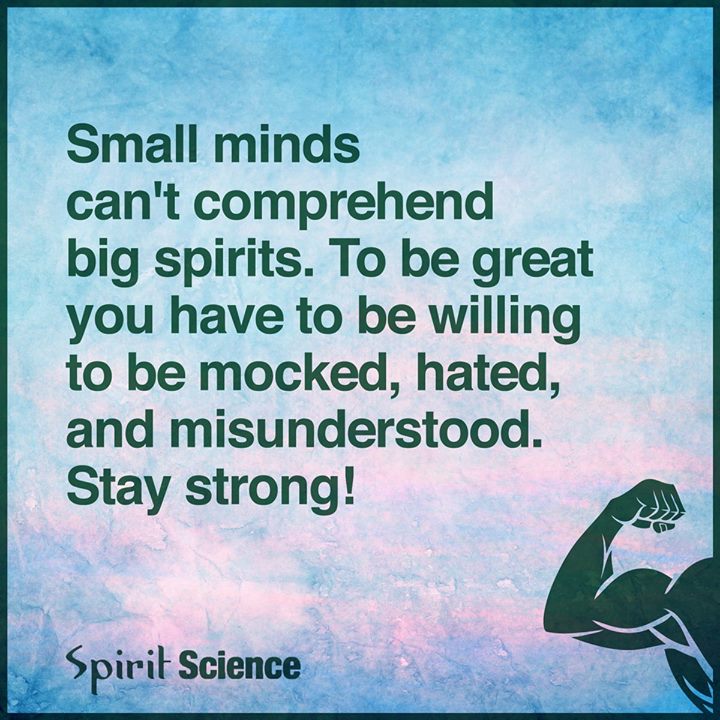 Small minds
can't comprehend
big spirits. To be great
you have to be willing
to be mocked, hated,
and misunderstood.
Stay strong!
Spirit Science